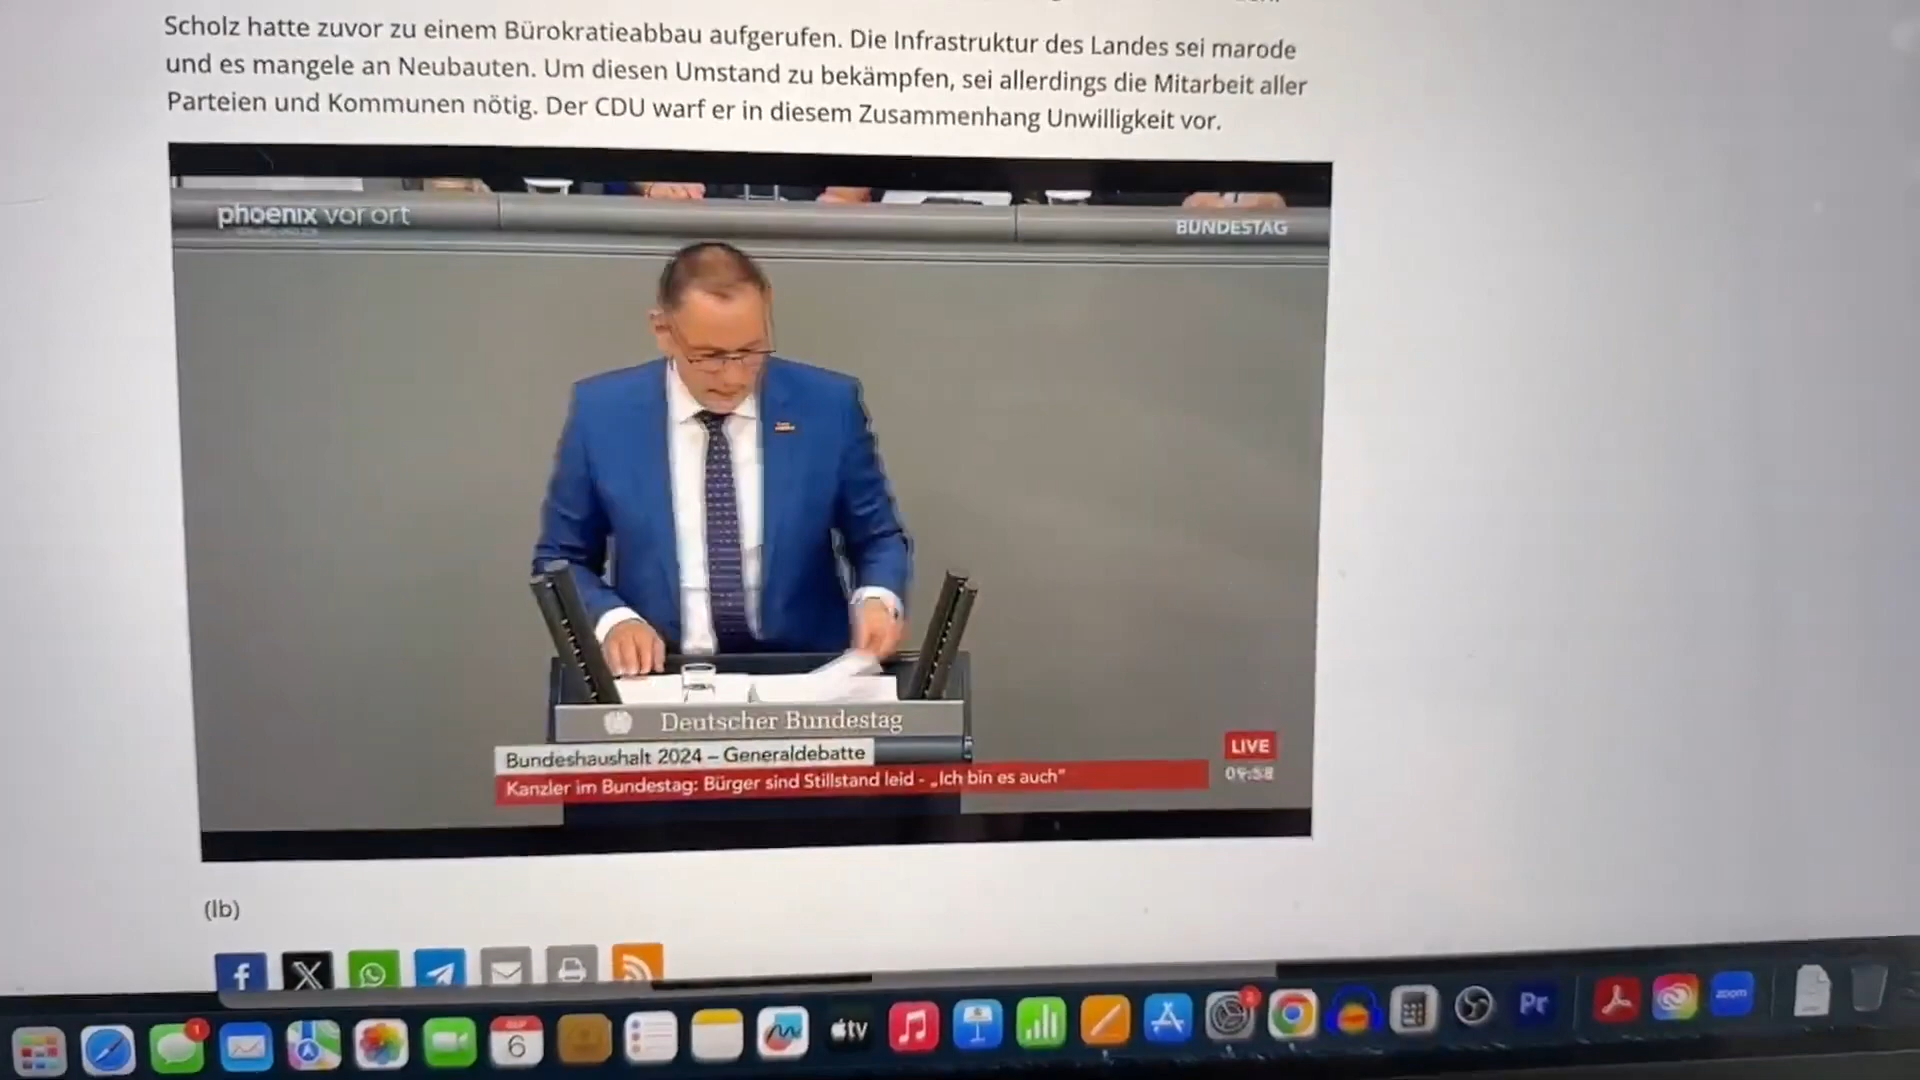 Scholz hatte zuvor zu einem Bürokratieabbau aufgerufen. Die Infrastruktur des Landes sei marode
und es mangele an Neubauten. Um diesen Umstand zu bekämpfen, sei allerdings die Mitarbeit aller
Parteien und Kommunen nötig. Der CDU warf er in diesem Zusammenhang Unwilligkeit vor.
phoenix vor ort
BUNDESTAG
Deutscher Bundestag
Bundeshaushalt 2024 – Generaldebatte
Kanzler im Bundestag: Bürger sind Stillstand leid - „Ich bin es auch“
LIVE
09:58
(lb)
1
6
tv
2
Pr
zoom